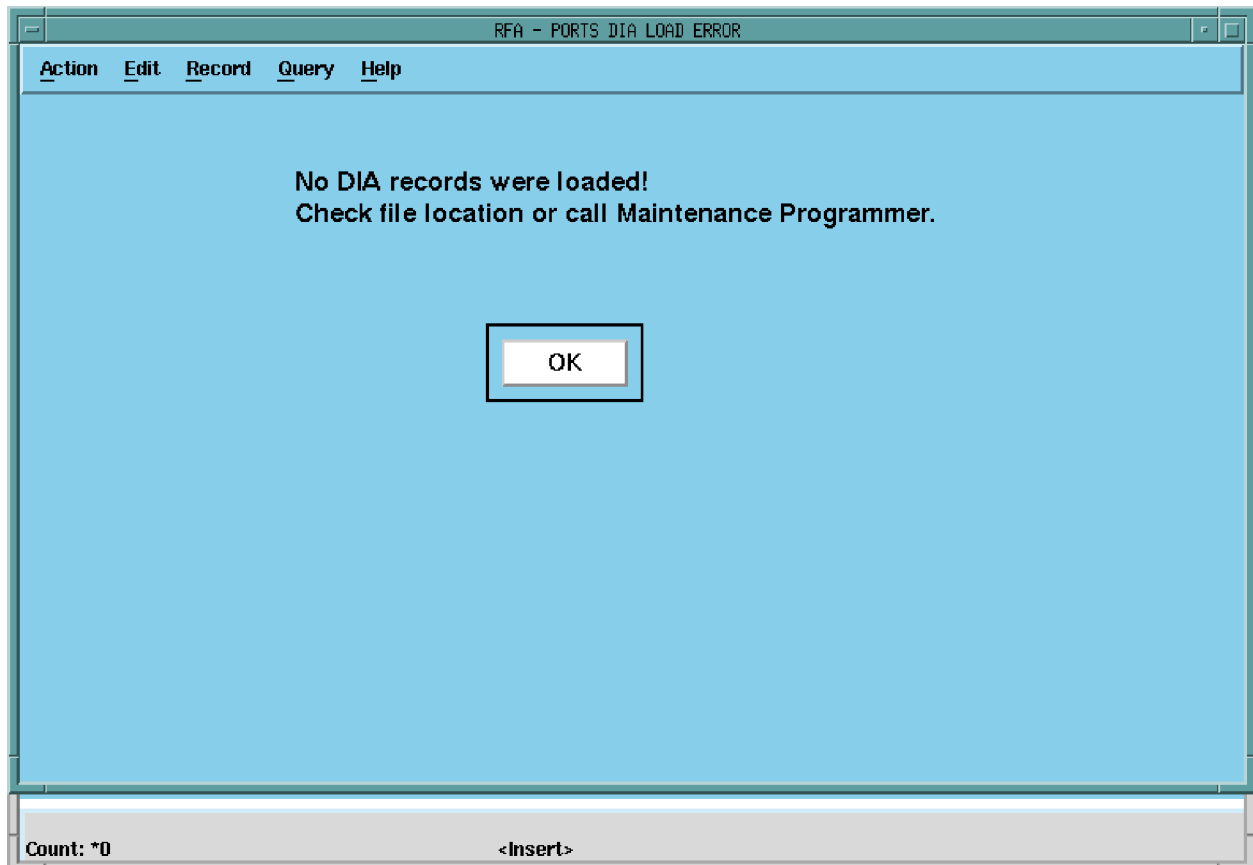 RFA - PORTS DIA LOAD ERROR
Action Edit Record Query Help
No DIA records were loaded!
Check file location or call Maintenance Programmer.
OK
Count: *0 <Insert>